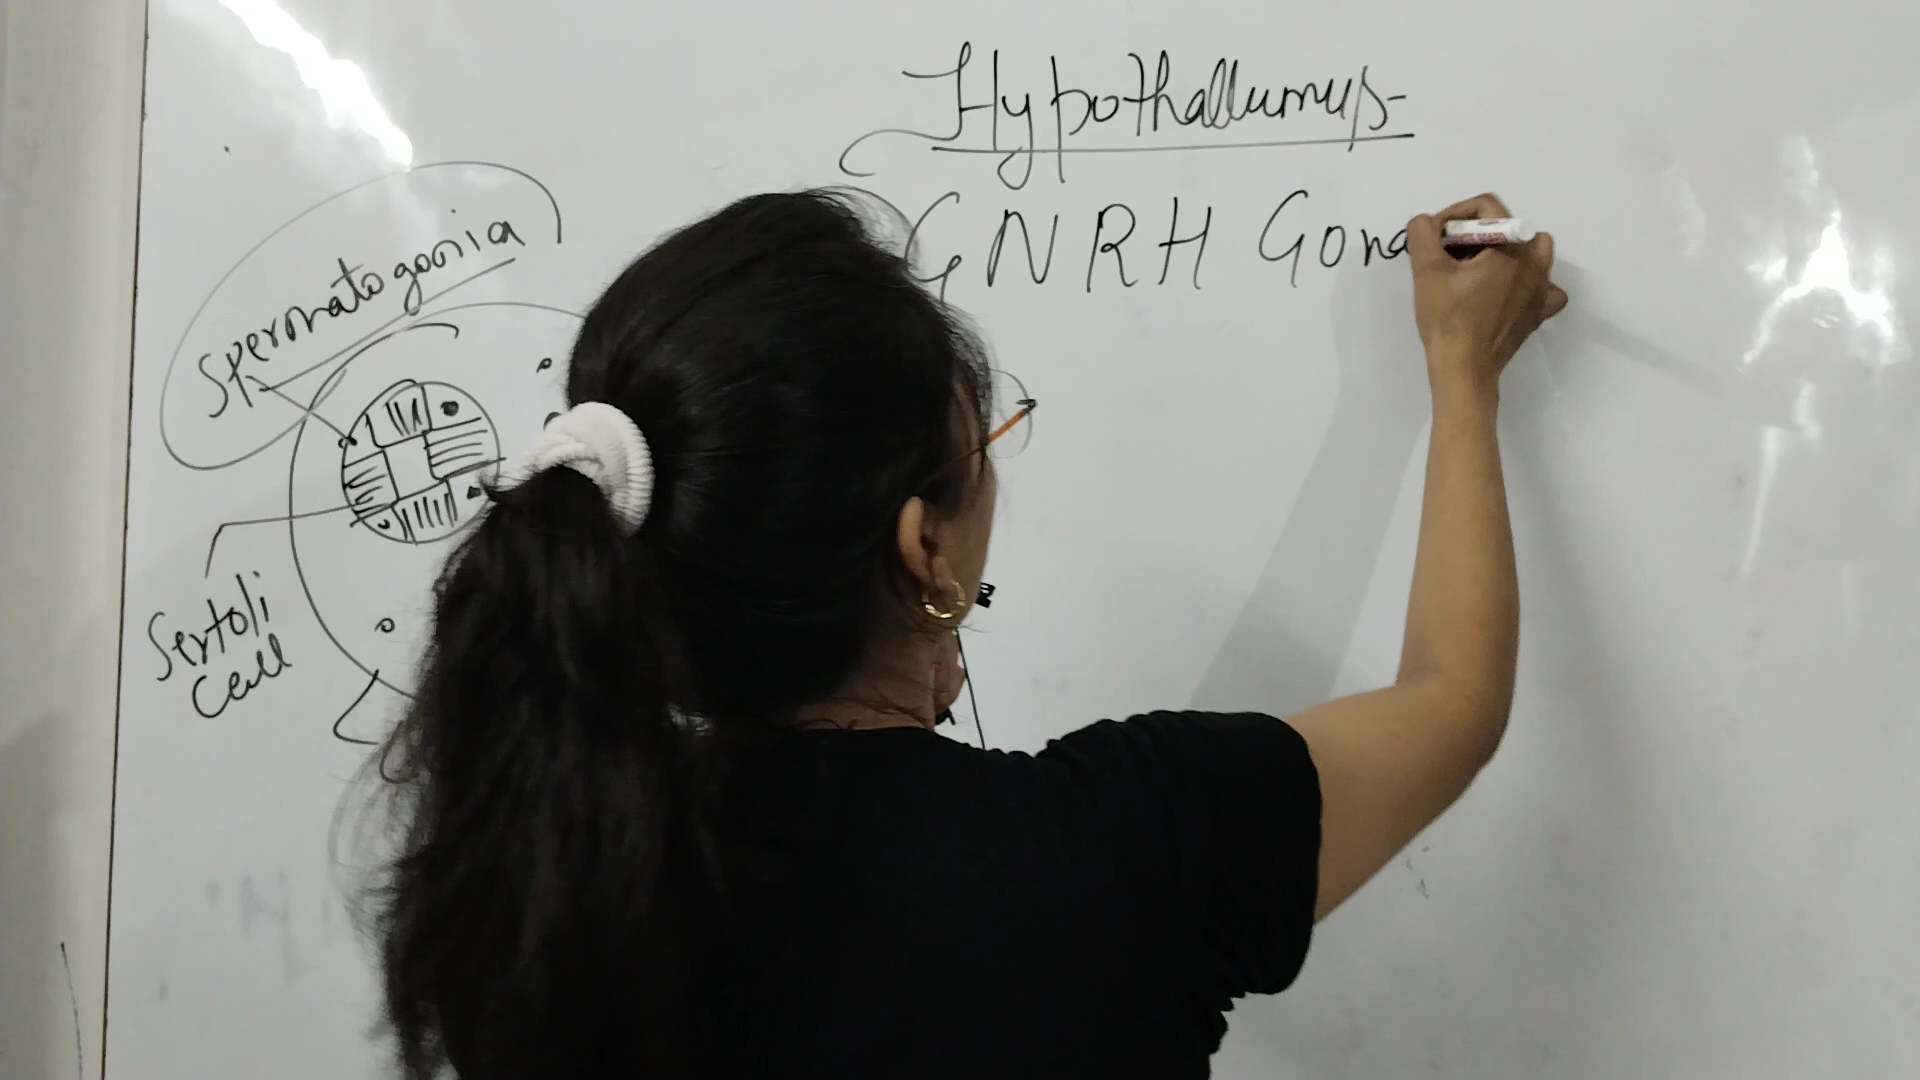 Hypothallumus-
GNRH Gona
Spermatogonia
Sertoli
Cell